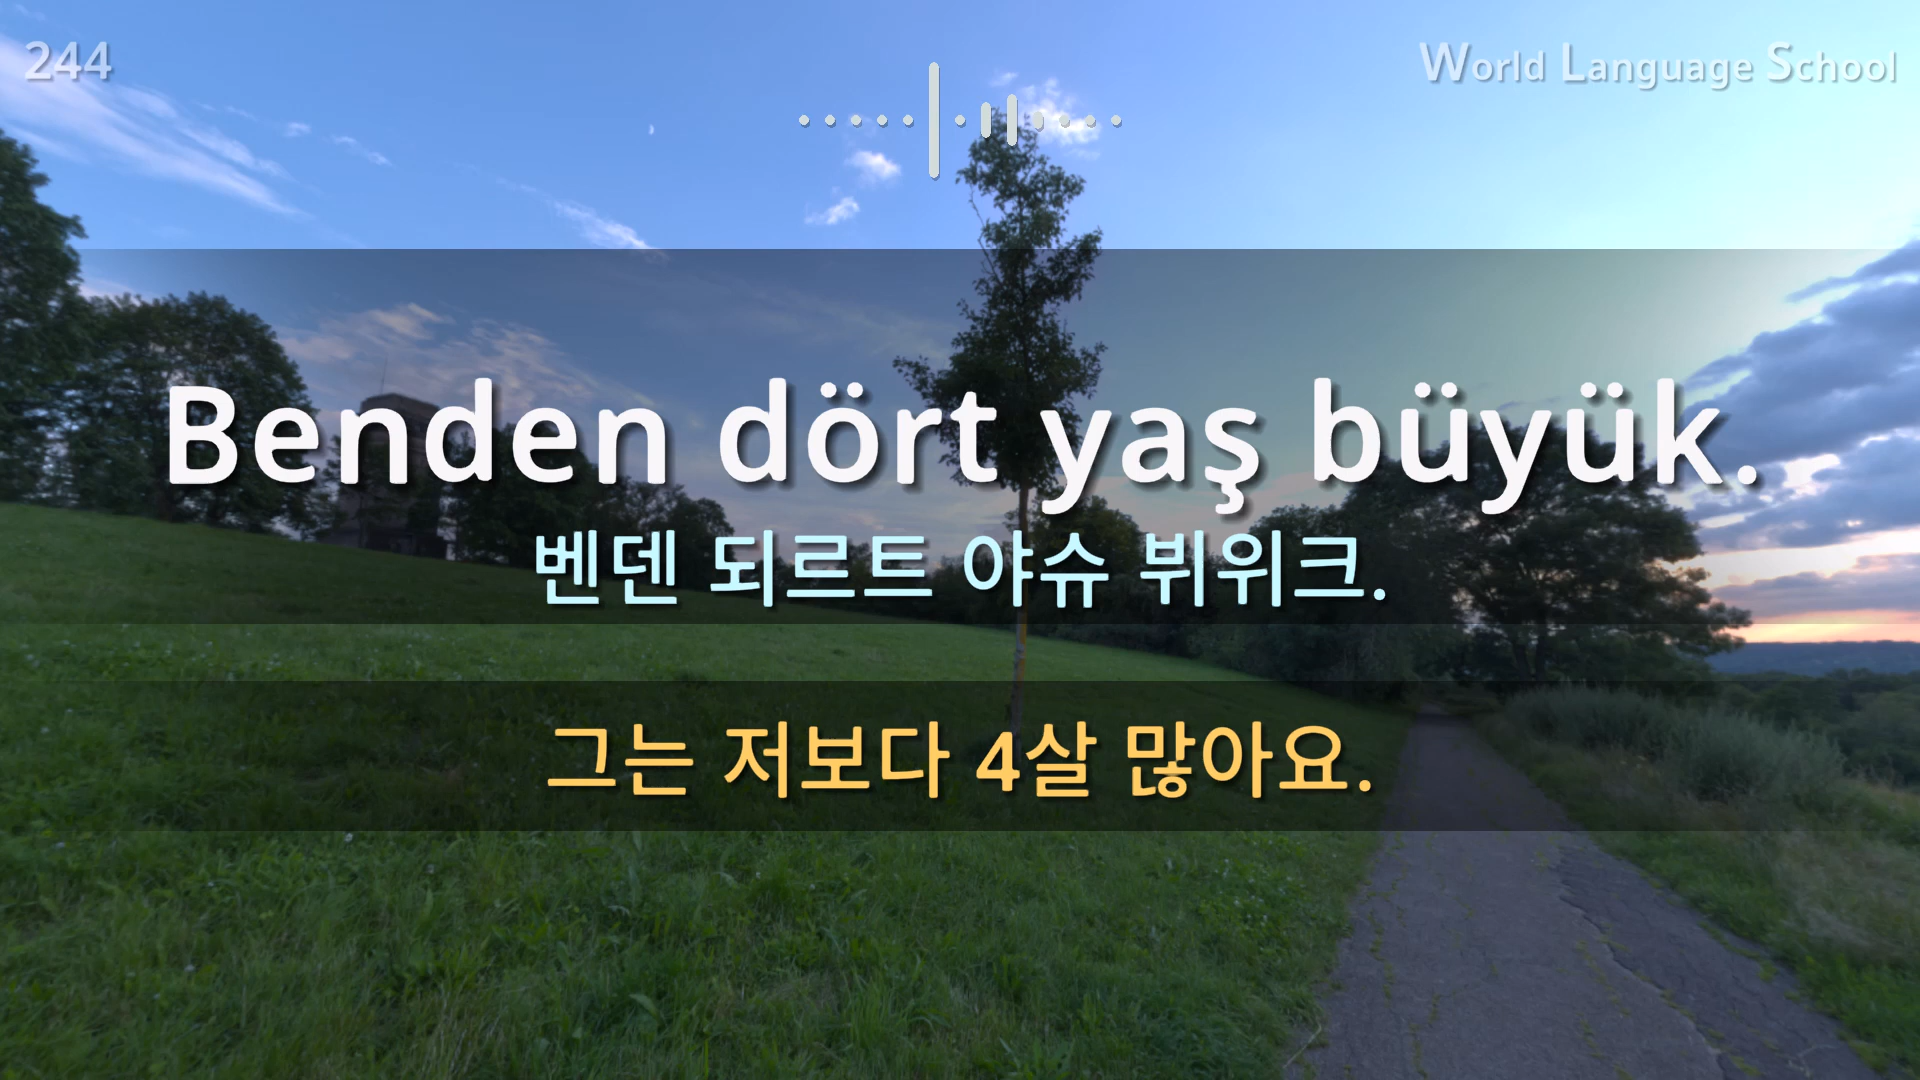 244
World Language School
Benden dört yaş büyük.
벤덴 되르트 야슈 뷔위크.
그는 저보다 4살 많아요.